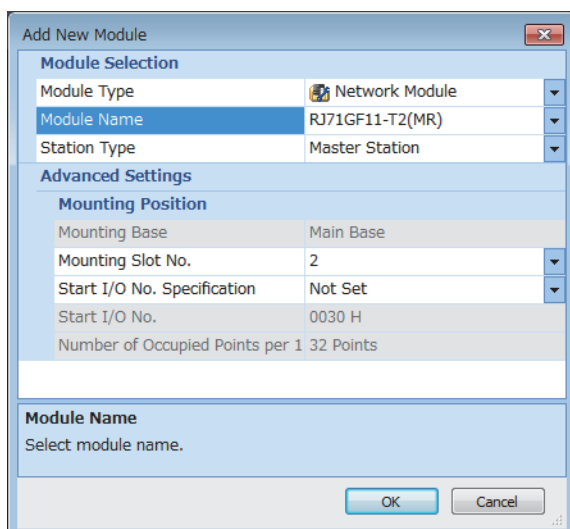 Add New Module
Module Selection
Module Type Network Module
Module Name RJ71GF11-T2(MR)
Station Type Master Station
Advanced Settings
Mounting Position
Mounting Base Main Base
Mounting Slot No. 2
Start I/O No. Specification Not Set
Start I/O No. 0030 H
Number of Occupied Points per 1 32 Points
Module Name
Select module name.
OK Cancel